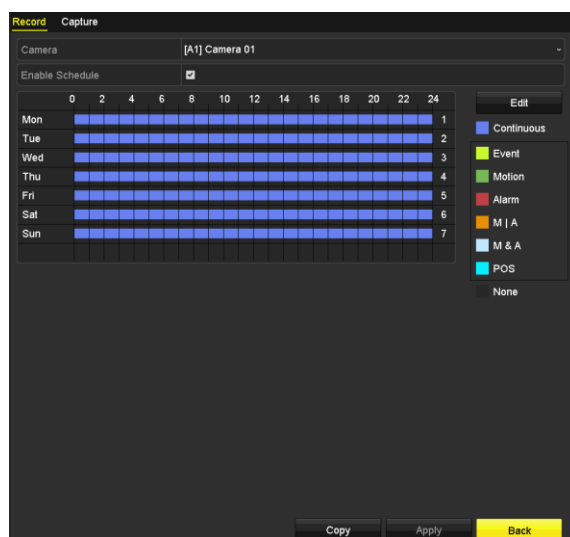 Record Capture
Camera [A1] Camera 01
Enable Schedule
0 2 4 6 8 10 12 14 16 18 20 22 24
Edit
Mon 1
Continuous
Tue 2
Wed 3
Event
Thu 4
Motion
Fri 5
Alarm
Sat 6
M | A
Sun 7
M & A
POS
None
Copy Apply Back